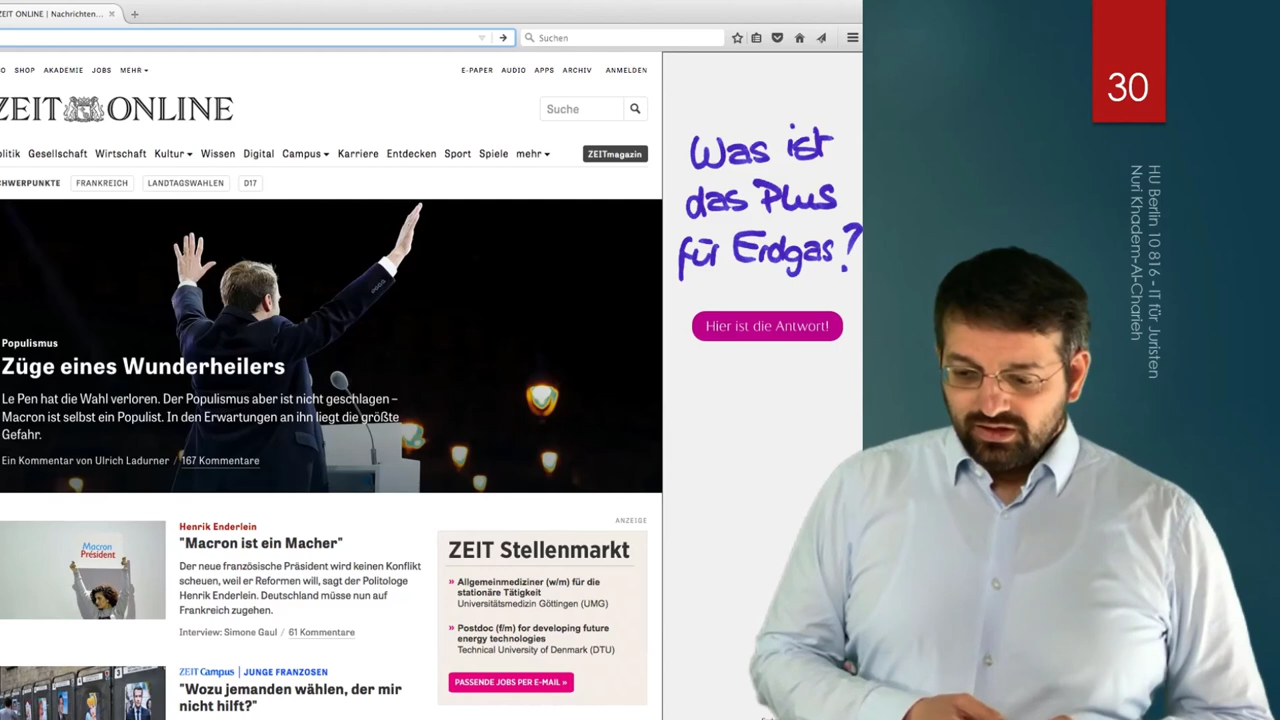 ZEIT ONLINE | Nachrichten...
Suchen
SHOP AKADEMIE JOBS MEHR
E-PAPER AUDIO APPS ARCHIV ANMELDEN
ZEIT ONLINE
Suche
Gesellschaft Wirtschaft Kultur Wissen Digital Campus Karriere Entdecken Sport Spiele mehr ZEITmagazin
FRANKREICH LANDTAGSWAHLEN D17
Populismus
Züge eines Wunderheilers
Le Pen hat die Wahl verloren. Der Populismus aber ist nicht geschlagen –
Macron ist selbst ein Populist. In den Erwartungen an ihn liegt die größte
Gefahr.
Ein Kommentar von Ulrich Ladurner / 167 Kommentare
Macron
Président
Henrik Enderlein
"Macron ist ein Macher"
Der neue französische Präsident wird keinen Konflikt
scheuen, weil er Reformen will, sagt der Politologe
Henrik Enderlein. Deutschland müsse nun auf
Frankreich zugehen.
Interview: Simone Gaul / 61 Kommentare
ZEIT Campus | JUNGE FRANZOSEN
"Wozu jemanden wählen, der mir
nicht hilft?"
ANZEIGE
ZEIT Stellenmarkt
» Allgemeinmediziner (w/m) für die
stationäre Tätigkeit
Universitätsmedizin Göttingen (UMG)
» Postdoc (f/m) for developing future
energy technologies
Technical University of Denmark (DTU)
PASSENDE JOBS PER E-MAIL »
Was ist
das Plus
für Erdgas?
Hier ist die Antwort!
30
HU Berlin 10.816 - IT für Juristen
Nuri Khadem-Al-Charieh